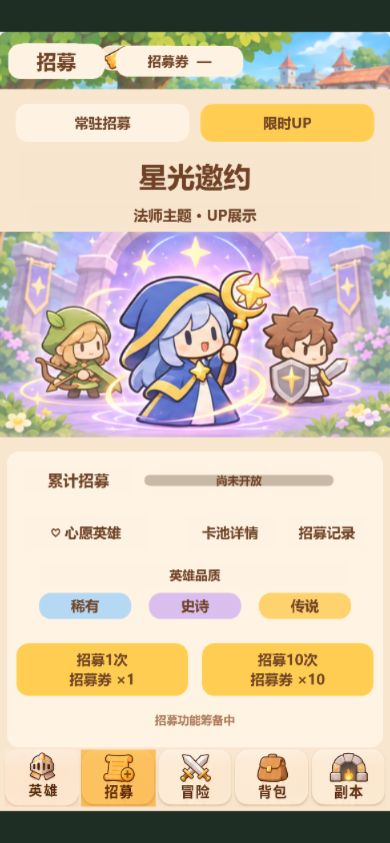 招募
招募券 一
常驻招募
限时UP
星光邀约
法师主题·UP展示
累计招募
尚未开放
♡ 心愿英雄
卡池详情
招募记录
英雄品质
稀有
史诗
传说
招募1次
招募券 ×1
招募10次
招募券 ×10
招募功能筹备中
英雄
招募
冒险
背包
副本